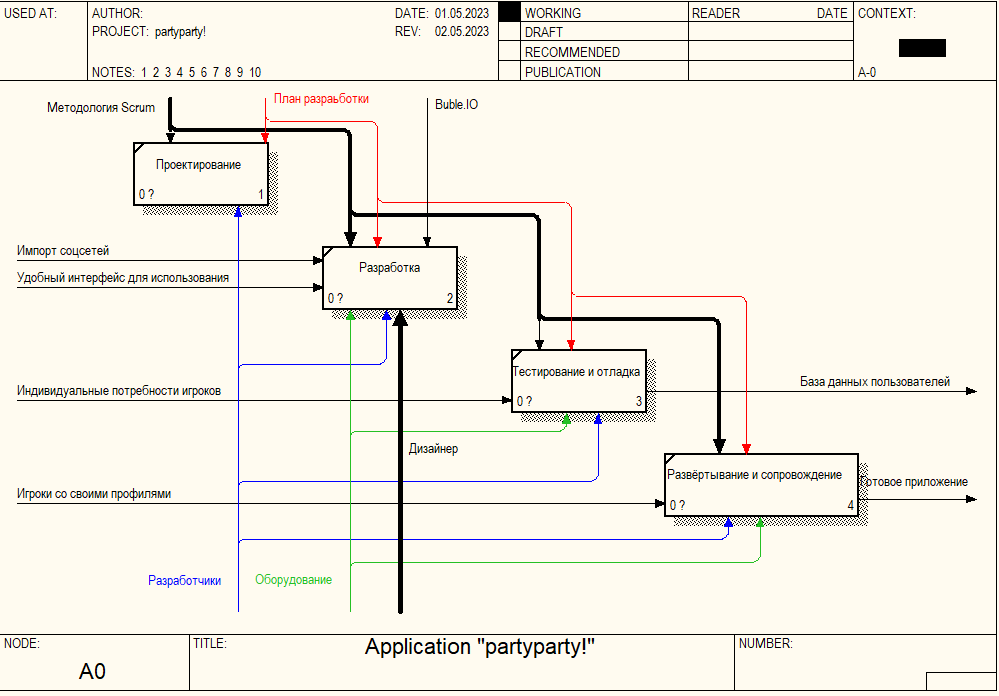 USED AT:
AUTHOR:
DATE: 01.05.2023
PROJECT: partyparty!
REV: 02.05.2023
NOTES: 1 2 3 4 5 6 7 8 9 10
WORKING
DRAFT
RECOMMENDED
PUBLICATION
READER
DATE
CONTEXT:
A-0
Методология Scrum
План разраьботки
Buble.IO
Проектирование
0 ?
1
Импорт соцсетей
Удобный интерфейс для использования
Разработка
0 ?
2
Индивидуальные потребности игроков
Тестирование и отладка
0 ?
3
База данных пользователей
Дизайнер
Игроки со своими профилями
Развёртывание и сопровождение
0 ?
4
Готовое приложение
Разработчики
Оборудование
NODE:
A0
TITLE:
Application "partyparty!"
NUMBER: